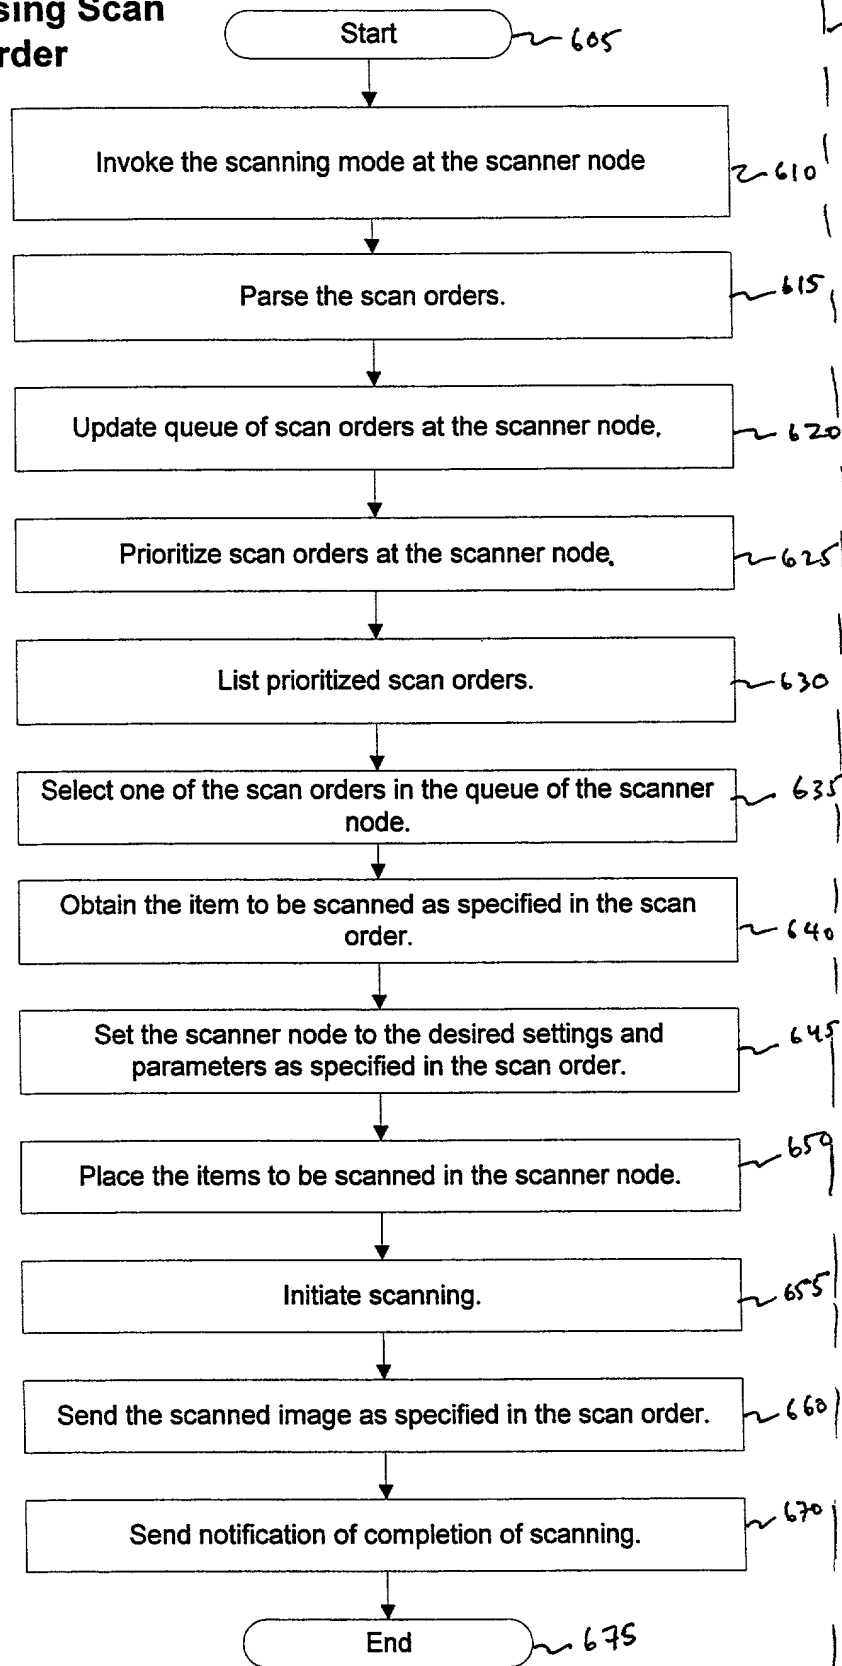 sing Scan
rder
Start
605
Invoke the scanning mode at the scanner node
610
Parse the scan orders.
615
Update queue of scan orders at the scanner node.
620
Prioritize scan orders at the scanner node.
625
List prioritized scan orders.
630
Select one of the scan orders in the queue of the scanner
node.
635
Obtain the item to be scanned as specified in the scan
order.
640
Set the scanner node to the desired settings and
parameters as specified in the scan order.
645
Place the items to be scanned in the scanner node.
650
Initiate scanning.
655
Send the scanned image as specified in the scan order.
660
Send notification of completion of scanning.
670
End
675